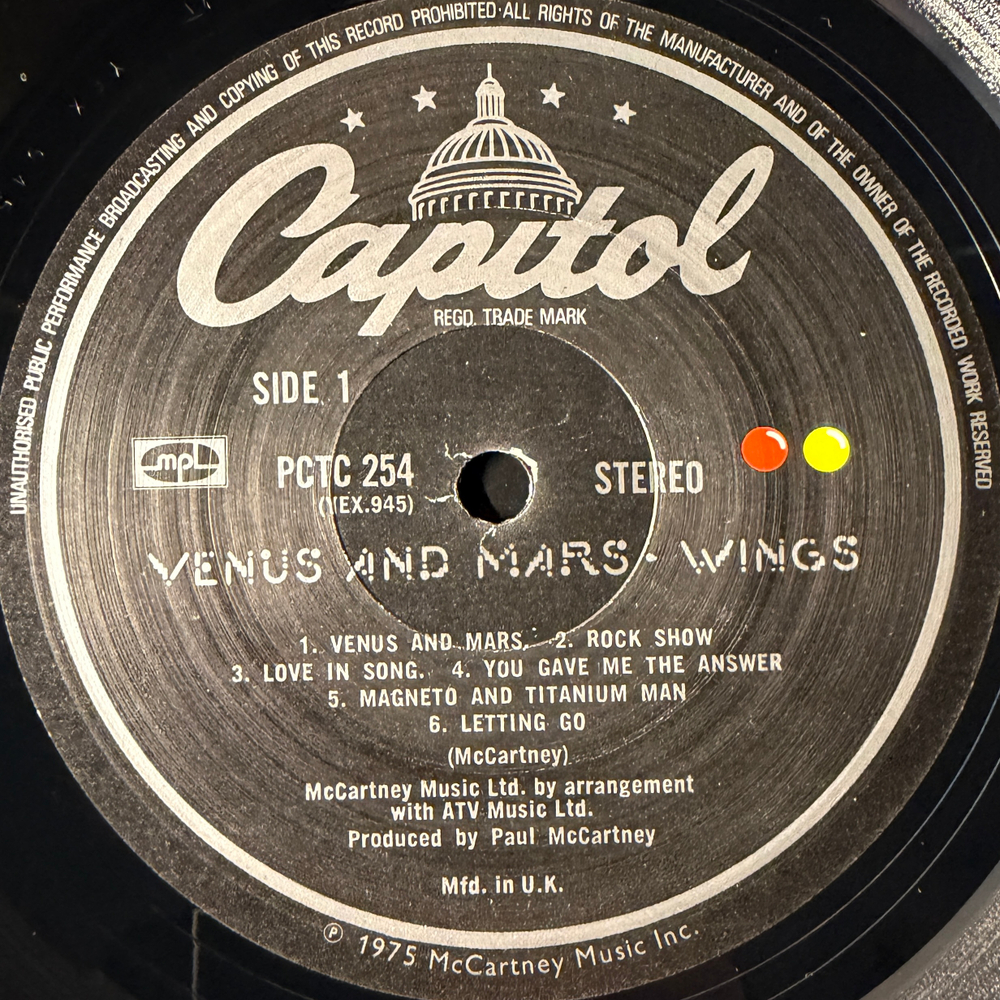 UNAUTHORISED PUBLIC PERFORMANCE BROADCASTING AND COPYING OF THIS RECORD PROHIBITED·ALL RIGHTS OF THE MANUFACTURER AND OF THE OWNER OF THE RECORDED WORK RESERVED
Capitol
REGD. TRADE MARK
SIDE 1
mpl
PCTC 254
STEREO
(YEX.945)
VENUS AND MARS · WINGS
1. VENUS AND MARS. 2. ROCK SHOW
3. LOVE IN SONG. 4. YOU GAVE ME THE ANSWER
5. MAGNETO AND TITANIUM MAN
6. LETTING GO
(McCartney)
McCartney Music Ltd. by arrangement
with ATV Music Ltd.
Produced by Paul McCartney
Mfd. in U.K.
℗ 1975 McCartney Music Inc.